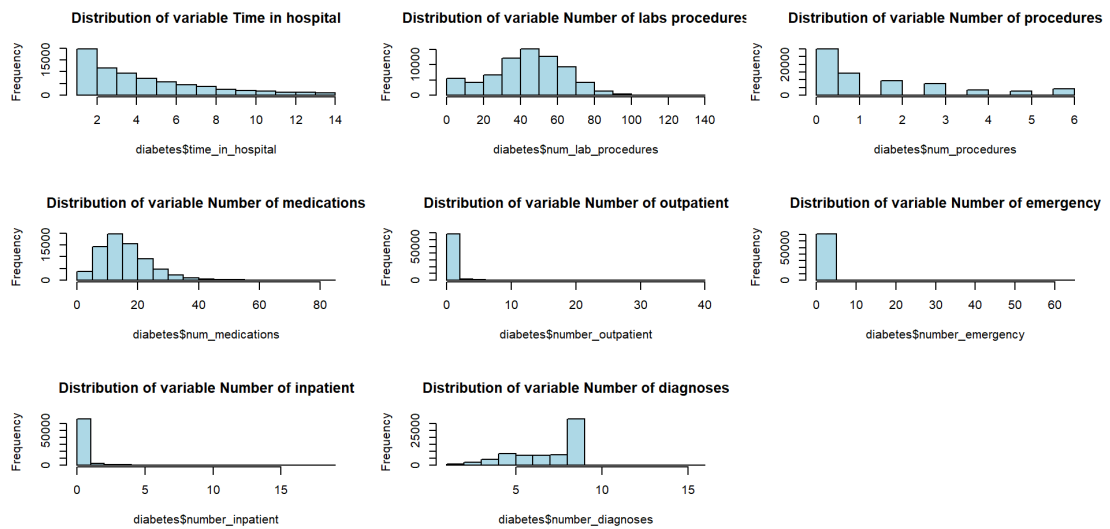 Distribution of variable Time in hospital
Frequency
0 15000
2 4 6 8 10 12 14
diabetes$time_in_hospital
Distribution of variable Number of labs procedures
Frequency
0 10000
0 20 40 60 80 100 120 140
diabetes$num_lab_procedures
Distribution of variable Number of procedures
Frequency
0 20000
0 1 2 3 4 5 6
diabetes$num_procedures
Distribution of variable Number of medications
Frequency
0 15000
0 20 40 60 80
diabetes$num_medications
Distribution of variable Number of outpatient
Frequency
0 50000
0 10 20 30 40
diabetes$number_outpatient
Distribution of variable Number of emergency
Frequency
0 50000
0 10 20 30 40 50 60
diabetes$number_emergency
Distribution of variable Number of inpatient
Frequency
0 50000
0 5 10 15
diabetes$number_inpatient
Distribution of variable Number of diagnoses
Frequency
0 25000
5 10 15
diabetes$number_diagnoses